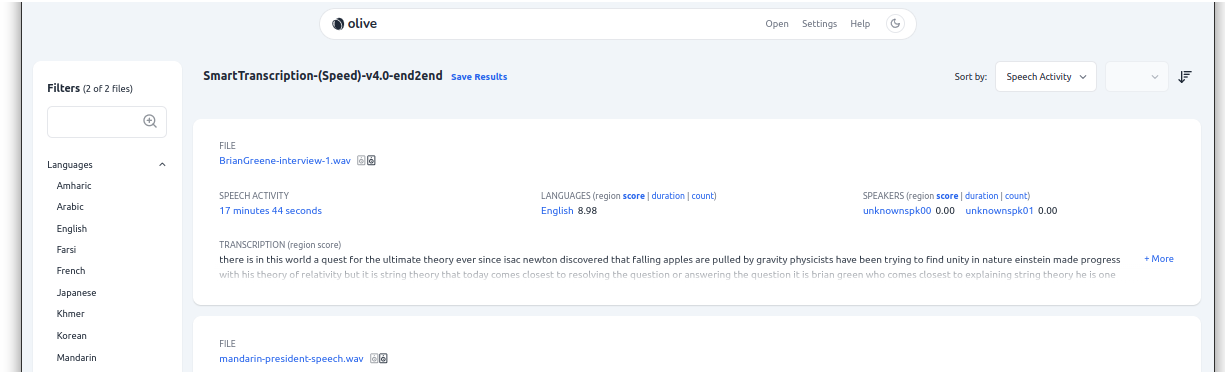 olive
Open Settings Help
Filters (2 of 2 files)
Languages
Amharic
Arabic
English
Farsi
French
Japanese
Khmer
Korean
Mandarin
SmartTranscription-(Speed)-v4.0-end2end Save Results
Sort by: Speech Activity
FILE
BrianGreene-interview-1.wav
SPEECH ACTIVITY
17 minutes 44 seconds
LANGUAGES (region score | duration | count)
English 8.98
SPEAKERS (region score | duration | count)
unknownspk00 0.00 unknownspk01 0.00
TRANSCRIPTION (region score)
there is in this world a quest for the ultimate theory ever since isac newton discovered that falling apples are pulled by gravity physicists have been trying to find unity in nature einstein made progress
with his theory of relativity but it is string theory that today comes closest to resolving the question or answering the question it is brian green who comes closest to explaining string theory he is one
+ More
FILE
mandarin-president-speech.wav